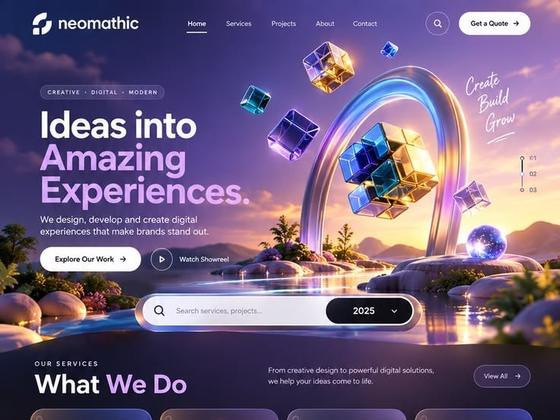 neomathic
Home Services Projects About Contact
Get a Quote
CREATIVE • DIGITAL • MODERN
Ideas into
Amazing
Experiences.
We design, develop and create digital
experiences that make brands stand out.
Explore Our Work
Watch Showreel
Create
Build
Grow
01
02
03
Search services, projects...
2025
OUR SERVICES
What We Do
From creative design to powerful digital solutions,
we help your ideas come to life.
View All